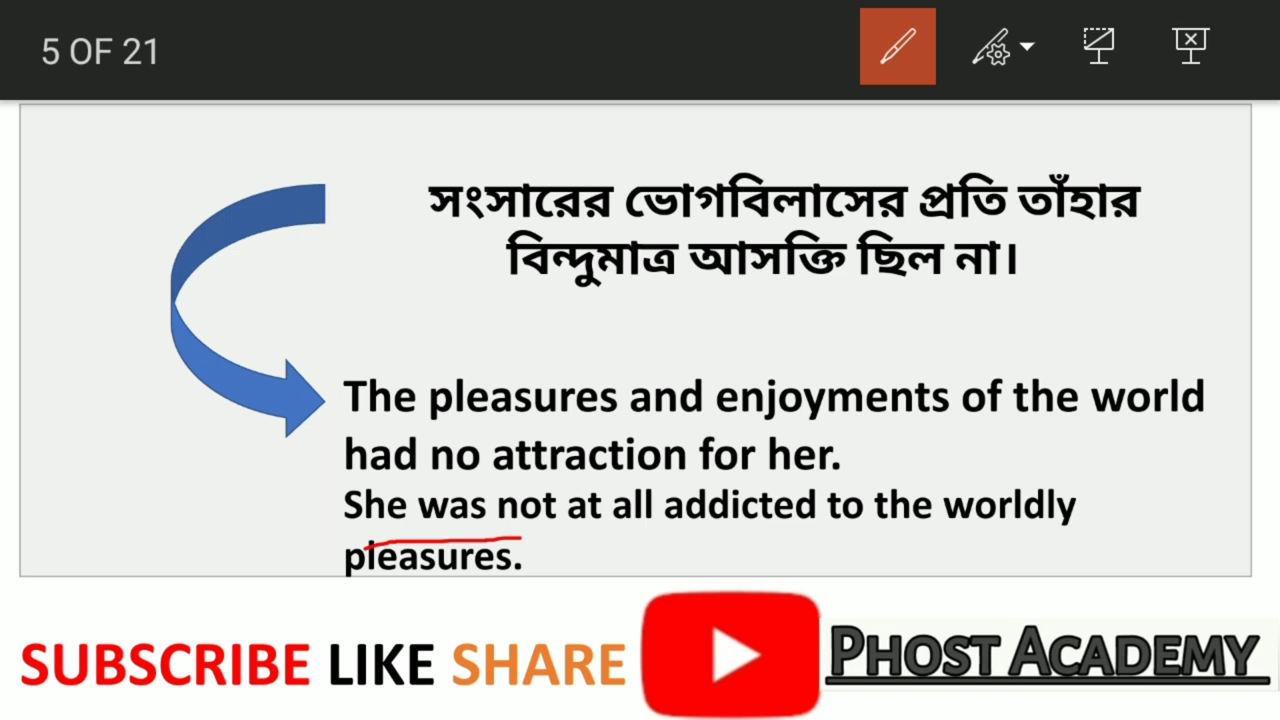 5 OF 21
সংসারের ভোগবিলাসের প্রতি তাঁহার
বিন্দুমাত্র আসক্তি ছিল না।
The pleasures and enjoyments of the world
had no attraction for her.
She was not at all addicted to the worldly
pleasures.
SUBSCRIBE LIKE SHARE
PHOST ACADEMY